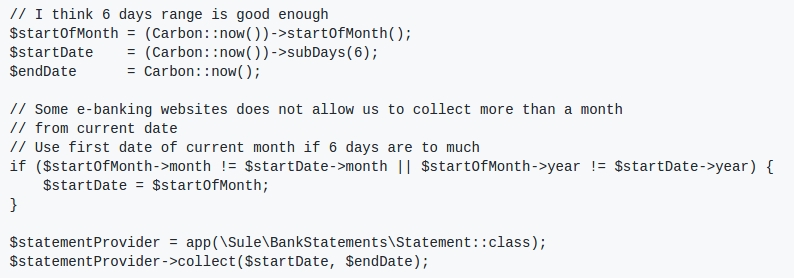 // I think 6 days range is good enough
$startOfMonth = (Carbon::now())->startOfMonth();
$startDate    = (Carbon::now())->subDays(6);
$endDate      = Carbon::now();

// Some e-banking websites does not allow us to collect more than a month
// from current date
// Use first date of current month if 6 days are to much
if ($startOfMonth->month != $startDate->month || $startOfMonth->year != $startDate->year) {
    $startDate = $startOfMonth;
}

$statementProvider = app(\Sule\BankStatements\Statement::class);
$statementProvider->collect($startDate, $endDate);